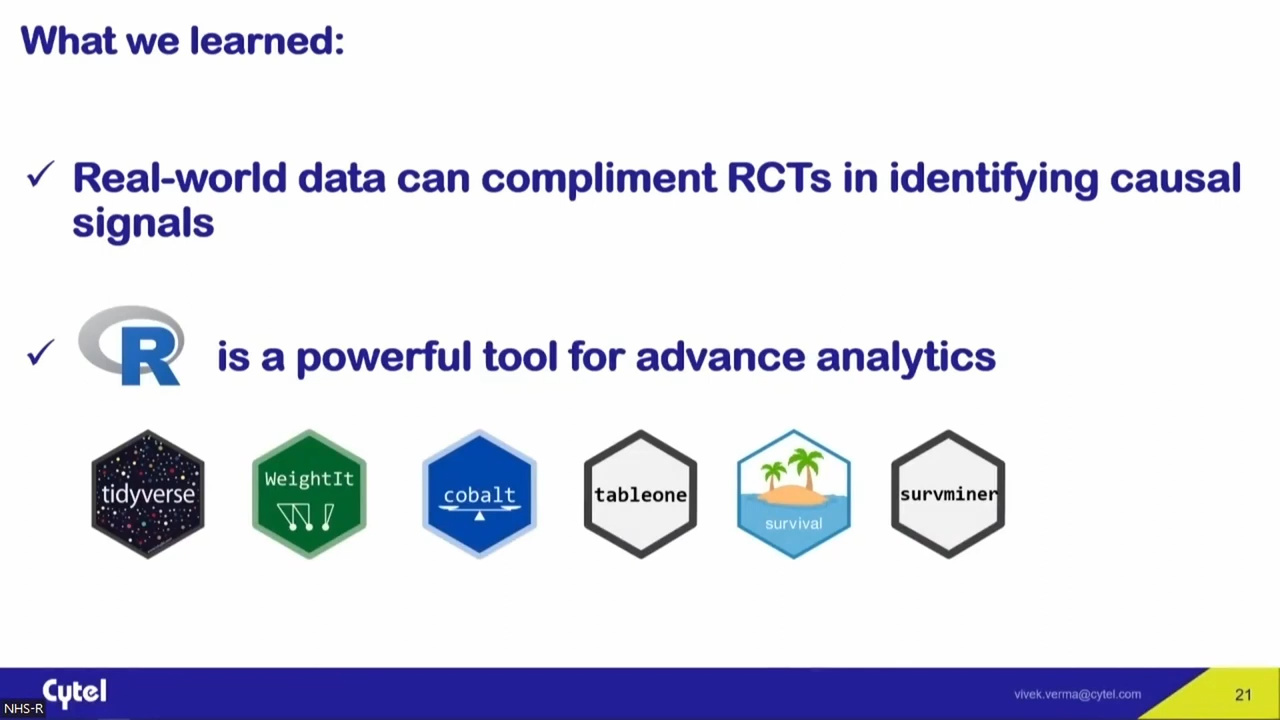 What we learned:
✓ Real-world data can compliment RCTs in identifying causal
signals
✓ R is a powerful tool for advance analytics
tidyverse
WeightIt
cobalt
tableone
survival
survminer
Cytel
vivek.verma@cytel.com
21
NHS-R